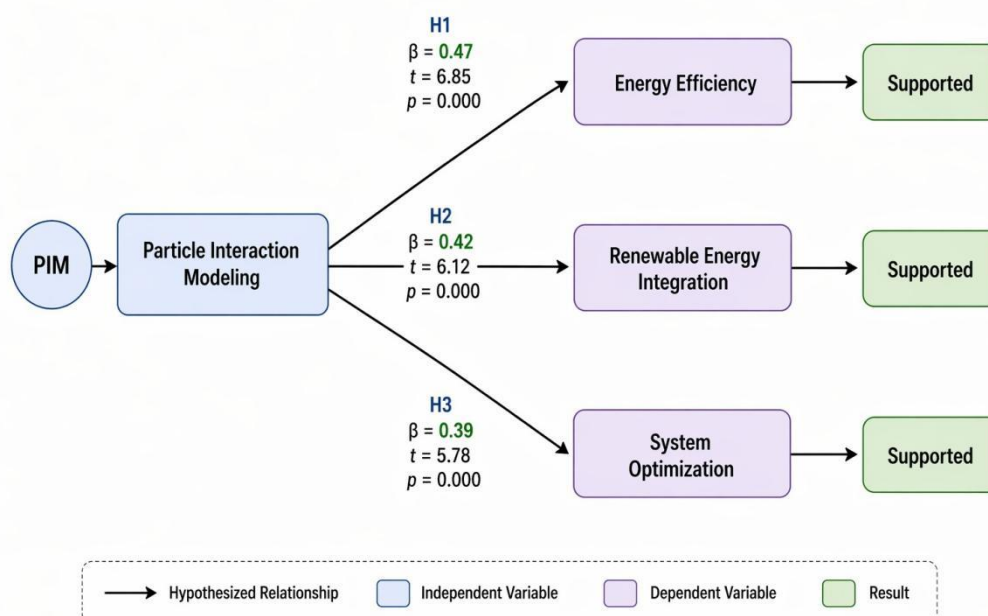 H1
β = 0.47
t = 6.85
p = 0.000
Energy Efficiency
Supported
PIM
Particle Interaction
Modeling
H2
β = 0.42
t = 6.12
p = 0.000
Renewable Energy
Integration
Supported
H3
β = 0.39
t = 5.78
p = 0.000
System
Optimization
Supported
Hypothesized Relationship
Independent Variable
Dependent Variable
Result